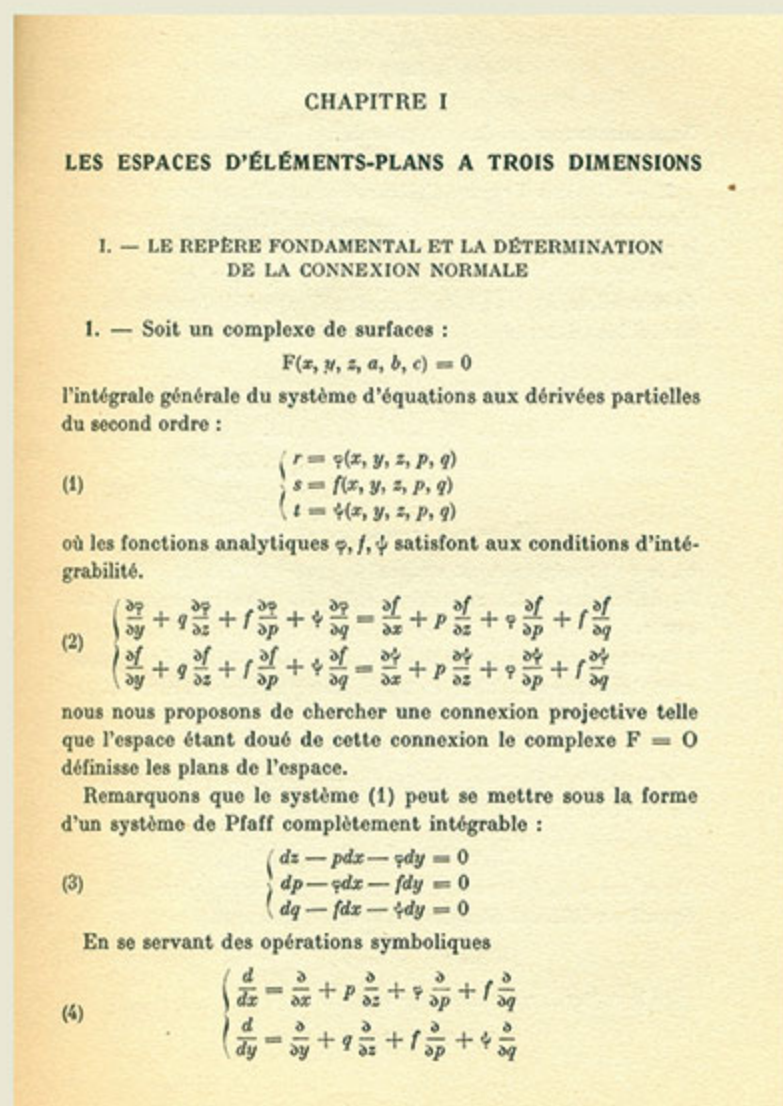 CHAPITRE I
LES ESPACES D'ÉLÉMENTS-PLANS A TROIS DIMENSIONS
I. — LE REPÈRE FONDAMENTAL ET LA DÉTERMINATION
DE LA CONNEXION NORMALE
1. — Soit un complexe de surfaces :
F(x, y, z, a, b, c) = 0
l'intégrale générale du système d'équations aux dérivées partielles
du second ordre :
r = φ(x, y, z, p, q)
(1) s = f(x, y, z, p, q)
t = ψ(x, y, z, p, q)
où les fonctions analytiques φ, f, ψ satisfont aux conditions d'inté-
grabilité.
(2) ∂φ/∂y + q ∂φ/∂z + f ∂φ/∂p + ψ ∂φ/∂q = ∂f/∂x + p ∂f/∂z + φ ∂f/∂p + f ∂f/∂q
∂f/∂y + q ∂f/∂z + f ∂f/∂p + ψ ∂f/∂q = ∂ψ/∂x + p ∂ψ/∂z + φ ∂ψ/∂p + f ∂ψ/∂q
nous nous proposons de chercher une connexion projective telle
que l'espace étant doué de cette connexion le complexe F = O
définisse les plans de l'espace.
Remarquons que le système (1) peut se mettre sous la forme
d'un système de Pfaff complètement intégrable :
dz — pdx — φdy = 0
(3) dp — φdx — fdy = 0
dq — fdx — ψdy = 0
En se servant des opérations symboliques
(4) d/dx = ∂/∂x + p ∂/∂z + φ ∂/∂p + f ∂/∂q
d/dy = ∂/∂y + q ∂/∂z + f ∂/∂p + ψ ∂/∂q